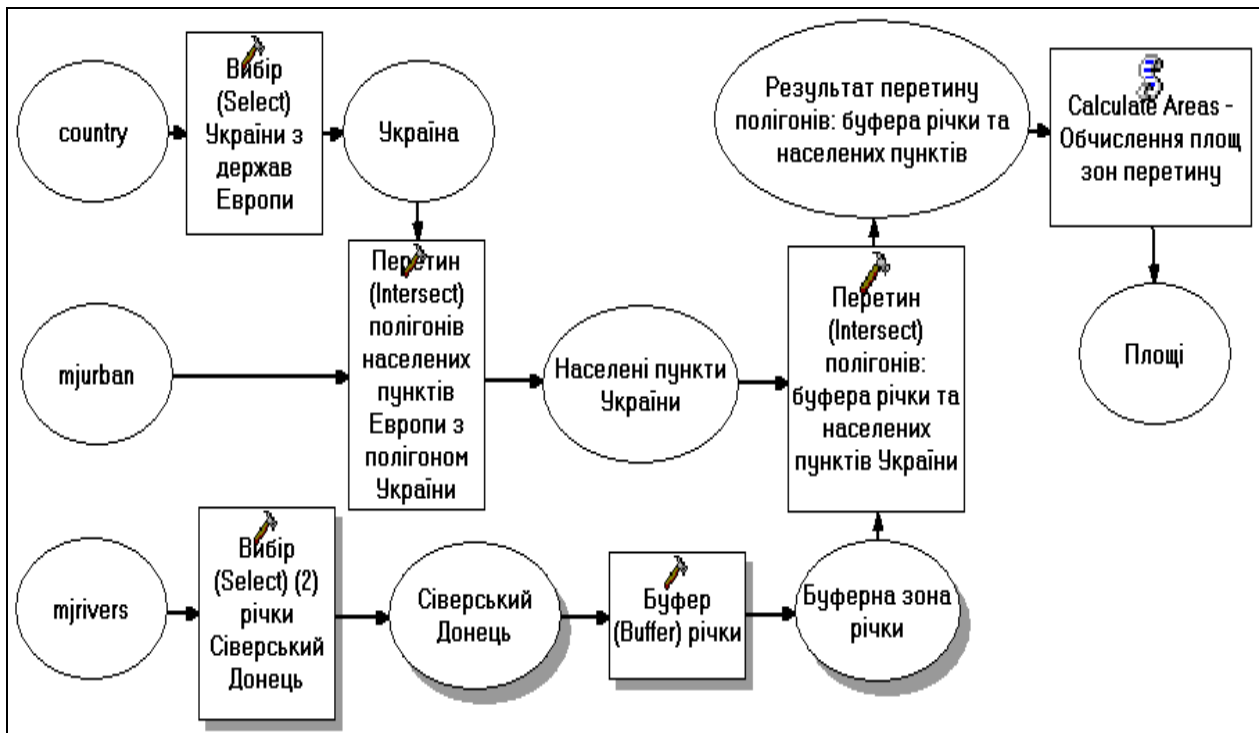 country
Вибір
(Select)
України з
держав
Европи
Україна
Результат перетину
полігонів: буфера річки та
населених пунктів
Calculate Areas -
Обчислення площ
зон перетину
mjurban
Перетин
(Intersect)
полігонів
населених
пунктів
Европи з
полігоном
України
Населені пункти
України
Перетин
(Intersect)
полігонів:
буфера річки та
населених
пунктів України
Площі
mjrivers
Вибір
(Select) (2)
річки
Сіверський
Донець
Сіверський
Донець
Буфер
(Buffer) річки
Буферна зона
річки